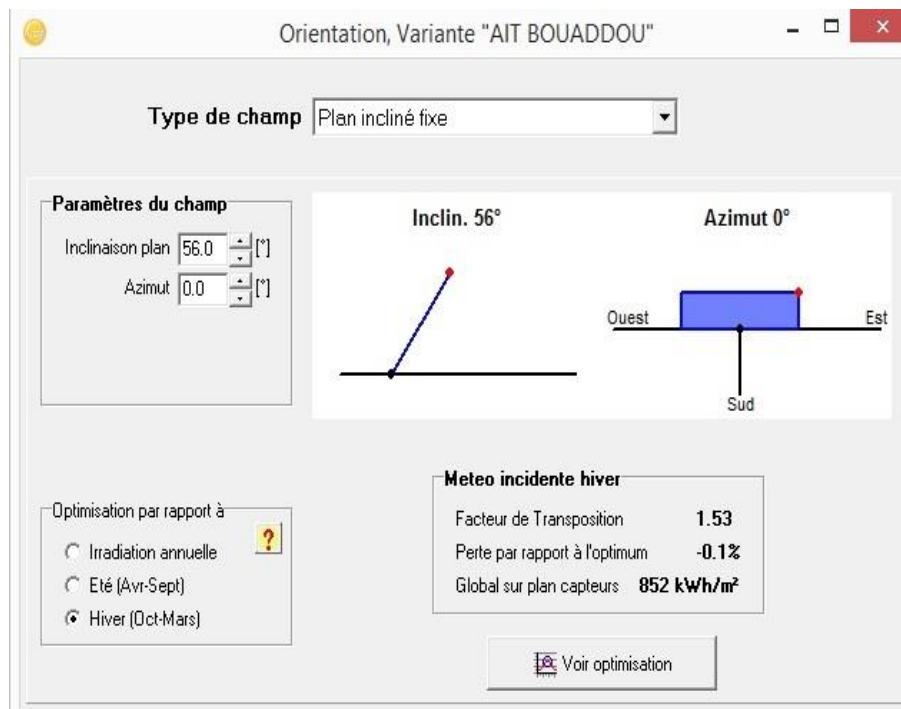 Orientation, Variante "AIT BOUADDOU"
Type de champ Plan incliné fixe
Paramètres du champ
Inclinaison plan 56.0 [°]
Azimut 0.0 [°]
Inclin. 56°
Azimut 0°
Ouest
Est
Sud
Optimisation par rapport à
?
Irradiation annuelle
Eté (Avr-Sept)
Hiver (Oct-Mars)
Meteo incidente hiver
Facteur de Transposition 1.53
Perte par rapport à l'optimum -0.1%
Global sur plan capteurs 852 kWh/m²
Voir optimisation